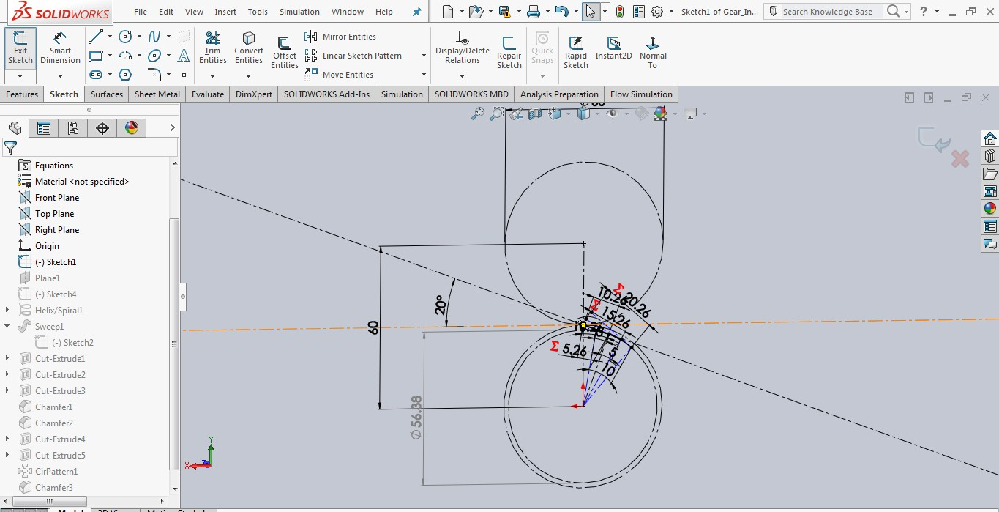 SOLIDWORKS File Edit View Insert Tools Simulation Window Help Sketch1 of Gear_In... Search Knowledge Base ?
Exit Sketch
Smart Dimension
Trim Entities
Convert Entities
Offset Entities
Mirror Entities
Linear Sketch Pattern
Move Entities
Display/Delete Relations
Repair Sketch
Quick Snaps
Rapid Sketch
Instant2D
Normal To
Features Sketch Surfaces Sheet Metal Evaluate DimXpert SOLIDWORKS Add-Ins Simulation SOLIDWORKS MBD Analysis Preparation Flow Simulation
Equations
Material <not specified>
Front Plane
Top Plane
Right Plane
Origin
(-) Sketch1
Plane1
(-) Sketch4
Helix/Spiral1
Sweep1
(-) Sketch2
Cut-Extrude1
Cut-Extrude2
Cut-Extrude3
Chamfer1
Chamfer2
Cut-Extrude4
Cut-Extrude5
CirPattern1
Chamfer3
20°
60
Σ 20.26
10.26
Σ 15.26
Σ 5.26
5
10
Ø56.38
Y
X
Z